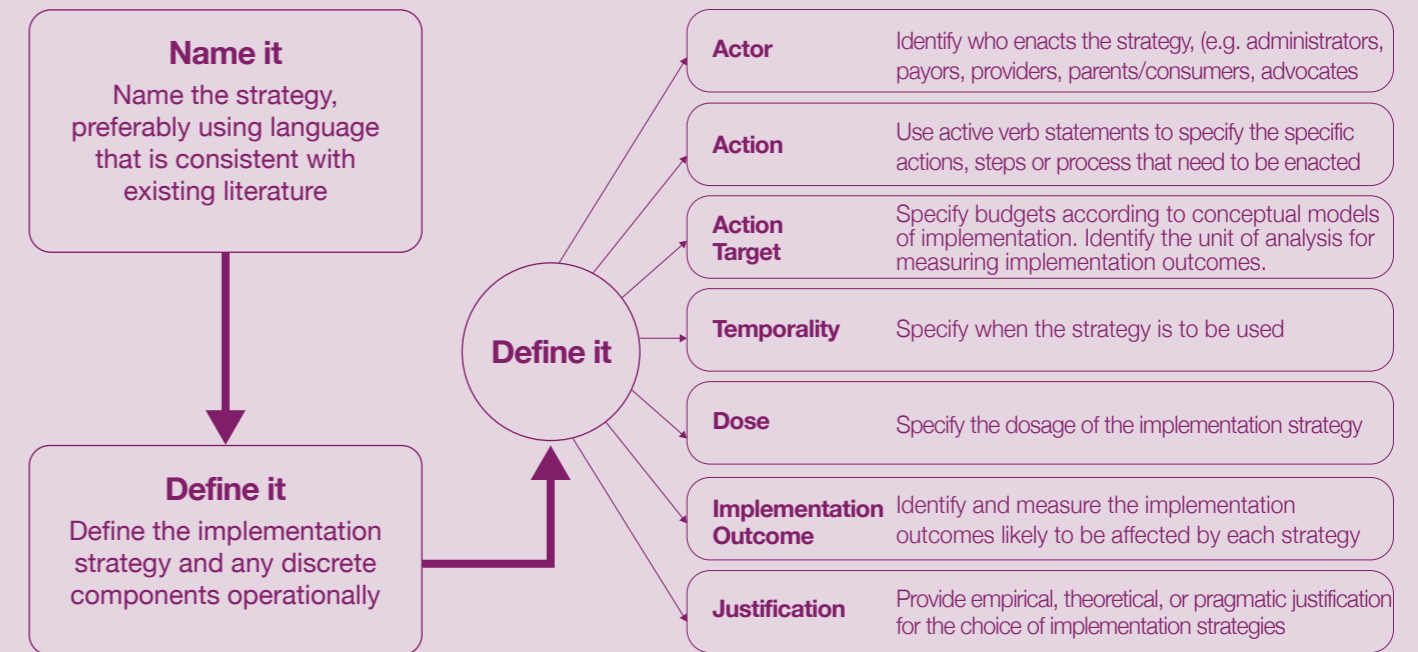 Name it
Name the strategy,
preferably using language
that is consistent with
existing literature
Define it
Define the implementation
strategy and any discrete
components operationally
Define it
Actor
Identify who enacts the strategy, (e.g. administrators,
payors, providers, parents/consumers, advocates
Action
Use active verb statements to specify the specific
actions, steps or process that need to be enacted
Action
Target
Specify budgets according to conceptual models
of implementation. Identify the unit of analysis for
measuring implementation outcomes.
Temporality
Specify when the strategy is to be used
Dose
Specify the dosage of the implementation strategy
Implementation
Outcome
Identify and measure the implementation
outcomes likely to be affected by each strategy
Justification
Provide empirical, theoretical, or pragmatic justification
for the choice of implementation strategies